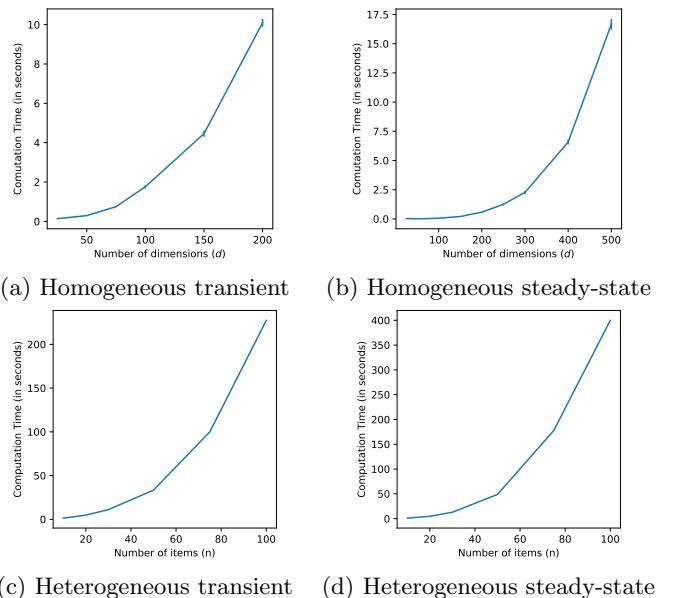 10
8
6
4
2
0
Comutation Time (in seconds)
50 100 150 200
Number of dimensions (d)
17.5
15.0
12.5
10.0
7.5
5.0
2.5
0.0
Comutation Time (in seconds)
100 200 300 400 500
Number of dimensions (d)
(a) Homogeneous transient
(b) Homogeneous steady-state
200
150
100
50
0
Computation Time (in seconds)
20 40 60 80 100
Number of items (n)
400
350
300
250
200
150
100
50
0
Computation Time (in seconds)
20 40 60 80 100
Number of items (n)
(c) Heterogeneous transient
(d) Heterogeneous steady-state